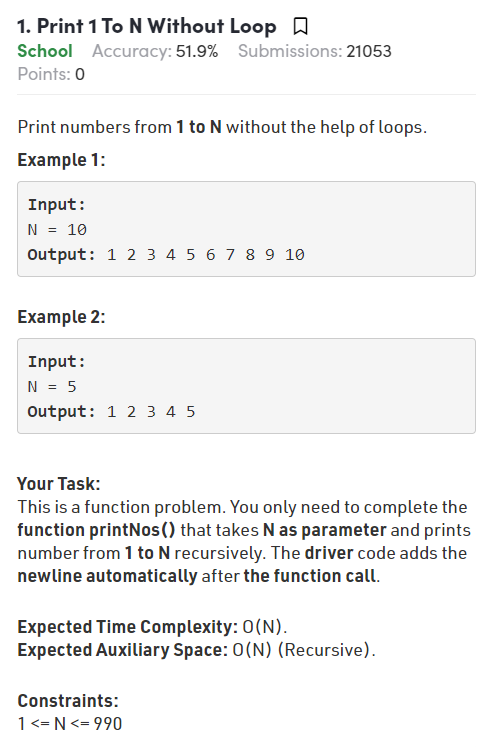 1. Print 1 To N Without Loop
School Accuracy: 51.9% Submissions: 21053
Points: 0
Print numbers from 1 to N without the help of loops.
Example 1:
Input:
N = 10
Output: 1 2 3 4 5 6 7 8 9 10
Example 2:
Input:
N = 5
Output: 1 2 3 4 5
Your Task:
This is a function problem. You only need to complete the
function printNos() that takes N as parameter and prints
number from 1 to N recursively. The driver code adds the
newline automatically after the function call.
Expected Time Complexity: O(N).
Expected Auxiliary Space: O(N) (Recursive).
Constraints:
1 <= N <= 990